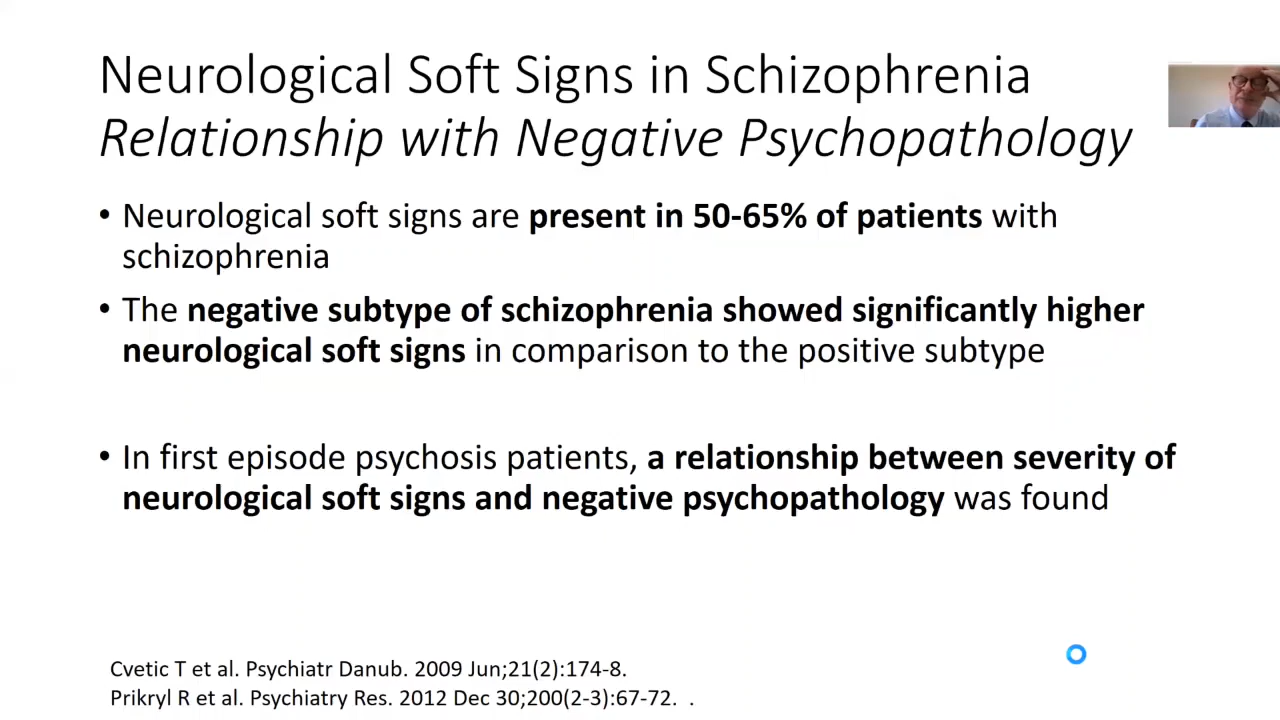 Neurological Soft Signs in Schizophrenia
Relationship with Negative Psychopathology
• Neurological soft signs are present in 50-65% of patients with
schizophrenia
• The negative subtype of schizophrenia showed significantly higher
neurological soft signs in comparison to the positive subtype
• In first episode psychosis patients, a relationship between severity of
neurological soft signs and negative psychopathology was found
Cvetic T et al. Psychiatr Danub. 2009 Jun;21(2):174-8.
Prikryl R et al. Psychiatry Res. 2012 Dec 30;200(2-3):67-72. .